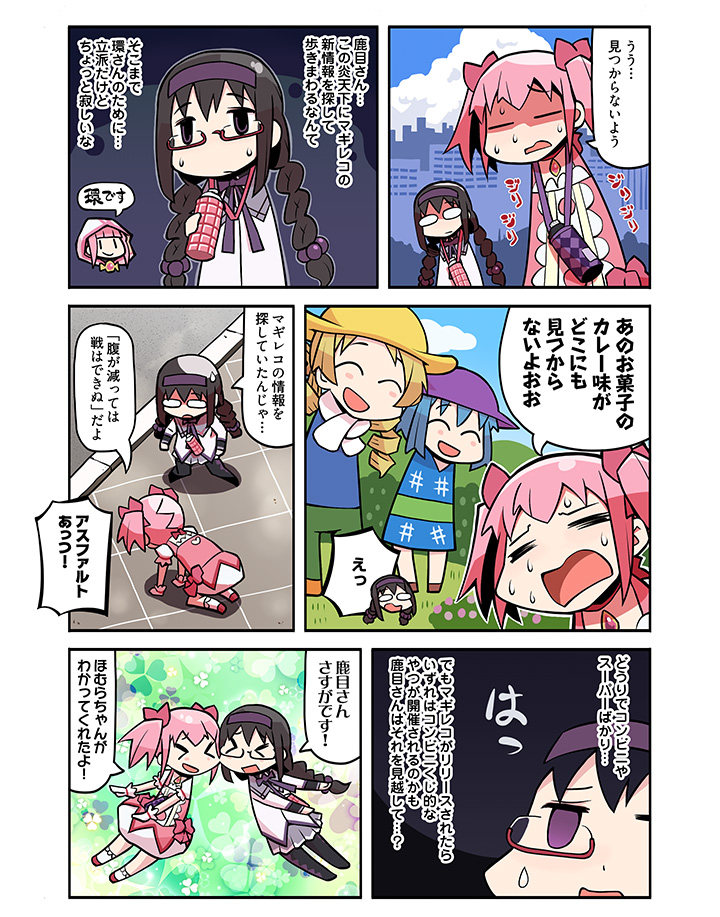 うう…
見つからないよう
ジリ
ジリ
ジリ
ジリ
鹿目さん…
この炎天下にマギレコの
新情報を探して
歩きまわるなんて
そこまで
環さんのために…
立派だけど
ちょっと寂しいな
環です
あのお菓子の
カレー味が
どこにも
見つから
ないよおお
えっ
マギレコの情報を
探していたんじゃ…
「腹が減っては
戦はできぬ」だよ
アスファルト
あっつ!
どうりでコンビニや
スーパーばかり…
はっ
でもマギレコがリリースされたら
いずれはコンビニくじ的な
やつが開催されるのかも
鹿目さんはそれを見越して…?
鹿目さん
さすがです!
ほむらちゃんが
わかってくれたよ!